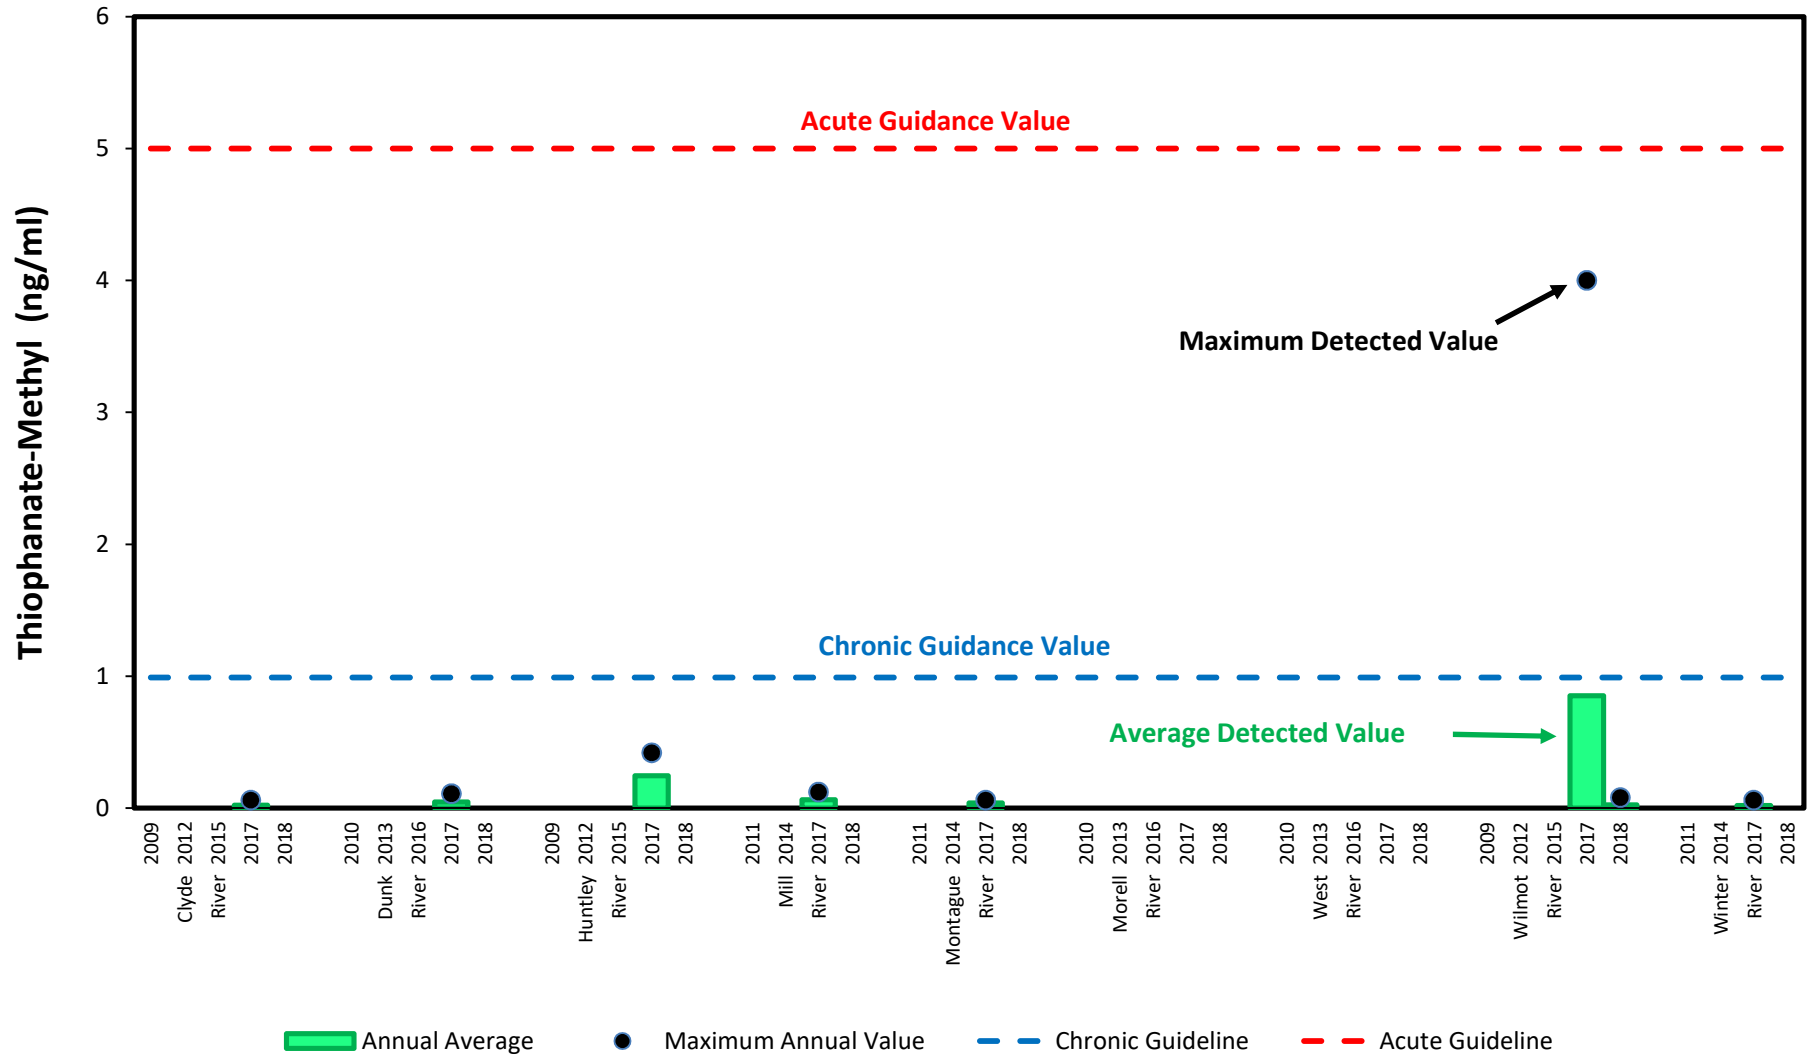 6
Acute Guidance Value
5
Thiophanate-Methyl (ng/ml)
4
Maximum Detected Value
3
2
Chronic Guidance Value
1
Average Detected Value
0
2009
Clyde 2012
River 2015
2017
2018
2010
Dunk 2013
River 2016
2017
2018
2009
Huntley 2012
River 2015
2017
2018
2011
Mill 2014
River 2017
2018
2011
Montague 2014
River 2017
2018
2010
Morell 2013
River 2016
2017
2018
2010
West 2013
River 2016
2017
2018
2009
Wilmot 2012
River 2015
2017
2018
2011
Winter 2014
River 2017
2018
Annual Average
Maximum Annual Value
Chronic Guideline
Acute Guideline